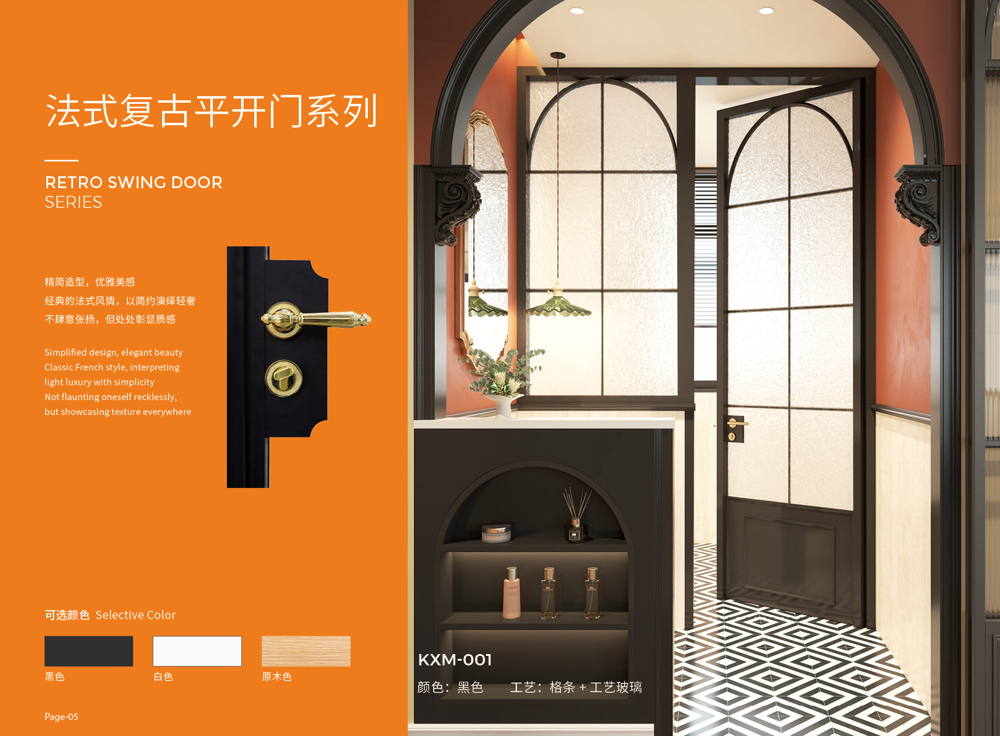 法式复古平开门系列
RETRO SWING DOOR
SERIES
精简造型，优雅美感
经典的法式风情，以简约演绎轻奢
不肆意张扬，但处处彰显质感
Simplified design, elegant beauty
Classic French style, interpreting
light luxury with simplicity
Not flaunting oneself recklessly,
but showcasing texture everywhere
可选颜色 Selective Color
黑色
白色
原木色
Page-05
KXM-001
颜色：黑色 工艺：格条 + 工艺玻璃